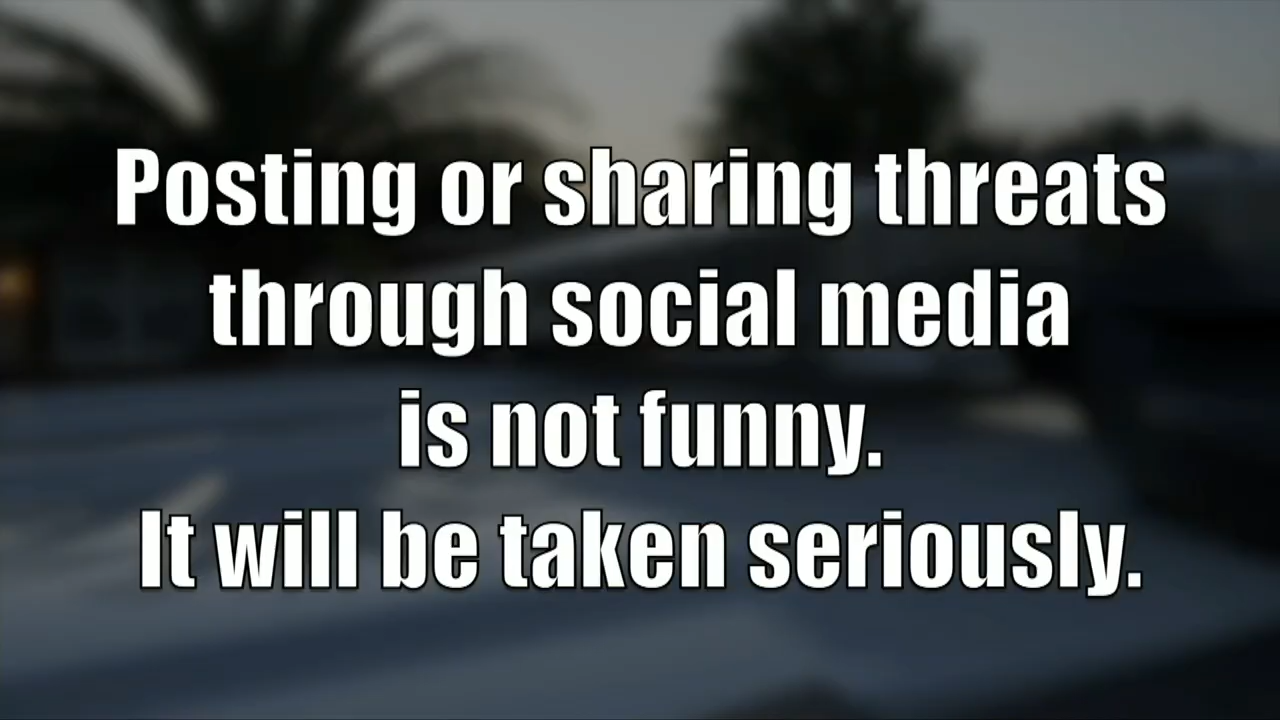 Posting or sharing threats
through social media
is not funny.
It will be taken seriously.